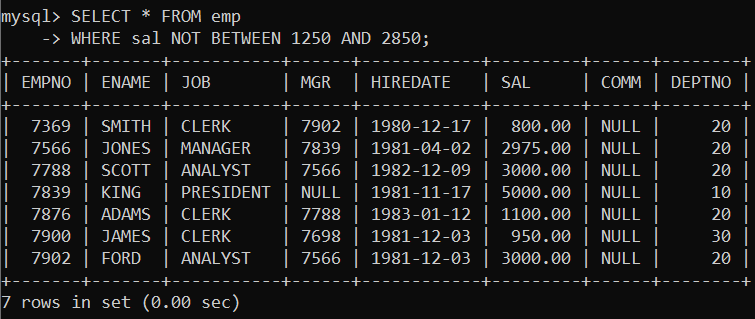 mysql> SELECT * FROM emp
    -> WHERE sal NOT BETWEEN 1250 AND 2850;
+-------+-------+-----------+------+------------+---------+------+--------+
| EMPNO | ENAME | JOB       | MGR  | HIREDATE   | SAL     | COMM | DEPTNO |
+-------+-------+-----------+------+------------+---------+------+--------+
|  7369 | SMITH | CLERK     | 7902 | 1980-12-17 |  800.00 | NULL |     20 |
|  7566 | JONES | MANAGER   | 7839 | 1981-04-02 | 2975.00 | NULL |     20 |
|  7788 | SCOTT | ANALYST   | 7566 | 1982-12-09 | 3000.00 | NULL |     20 |
|  7839 | KING  | PRESIDENT | NULL | 1981-11-17 | 5000.00 | NULL |     10 |
|  7876 | ADAMS | CLERK     | 7788 | 1983-01-12 | 1100.00 | NULL |     20 |
|  7900 | JAMES | CLERK     | 7698 | 1981-12-03 |  950.00 | NULL |     30 |
|  7902 | FORD  | ANALYST   | 7566 | 1981-12-03 | 3000.00 | NULL |     20 |
+-------+-------+-----------+------+------------+---------+------+--------+
7 rows in set (0.00 sec)